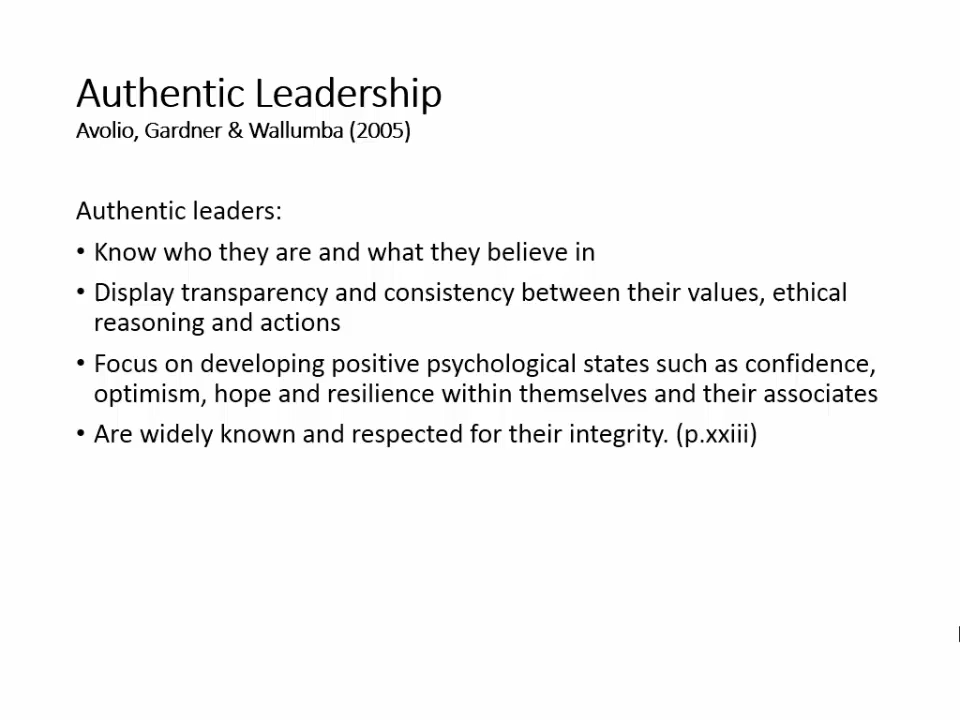 Authentic Leadership
Avolio, Gardner & Wallumba (2005)
Authentic leaders:
• Know who they are and what they believe in
• Display transparency and consistency between their values, ethical
reasoning and actions
• Focus on developing positive psychological states such as confidence,
optimism, hope and resilience within themselves and their associates
• Are widely known and respected for their integrity. (p.xxiii)